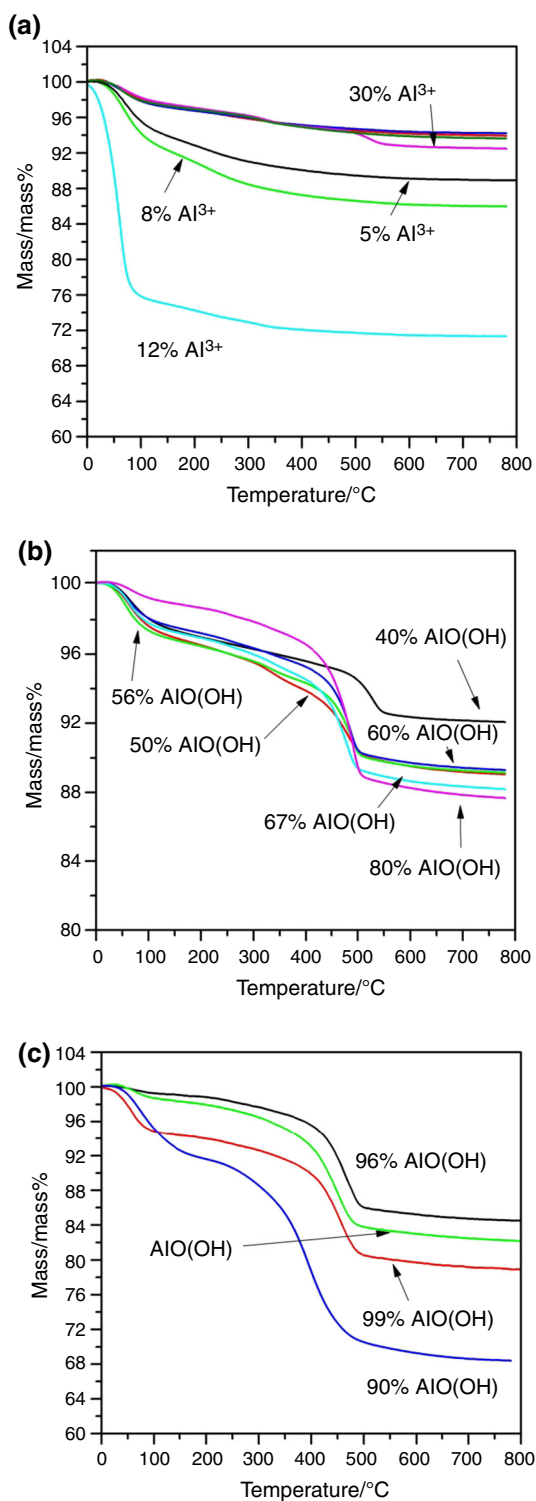 (a)
104
100
96
92
88
84
80
76
72
68
64
60
Mass/mass%
30% Al³⁺
8% Al³⁺
5% Al³⁺
12% Al³⁺
0 100 200 300 400 500 600 700 800
Temperature/°C
(b)
100
96
92
88
84
80
Mass/mass%
40% AlO(OH)
56% AlO(OH)
60% AlO(OH)
50% AlO(OH)
67% AlO(OH)
80% AlO(OH)
0 100 200 300 400 500 600 700 800
Temperature/°C
(c)
104
100
96
92
88
84
80
76
72
68
64
60
Mass/mass%
96% AlO(OH)
AlO(OH)
99% AlO(OH)
90% AlO(OH)
0 100 200 300 400 500 600 700 800
Temperature/°C